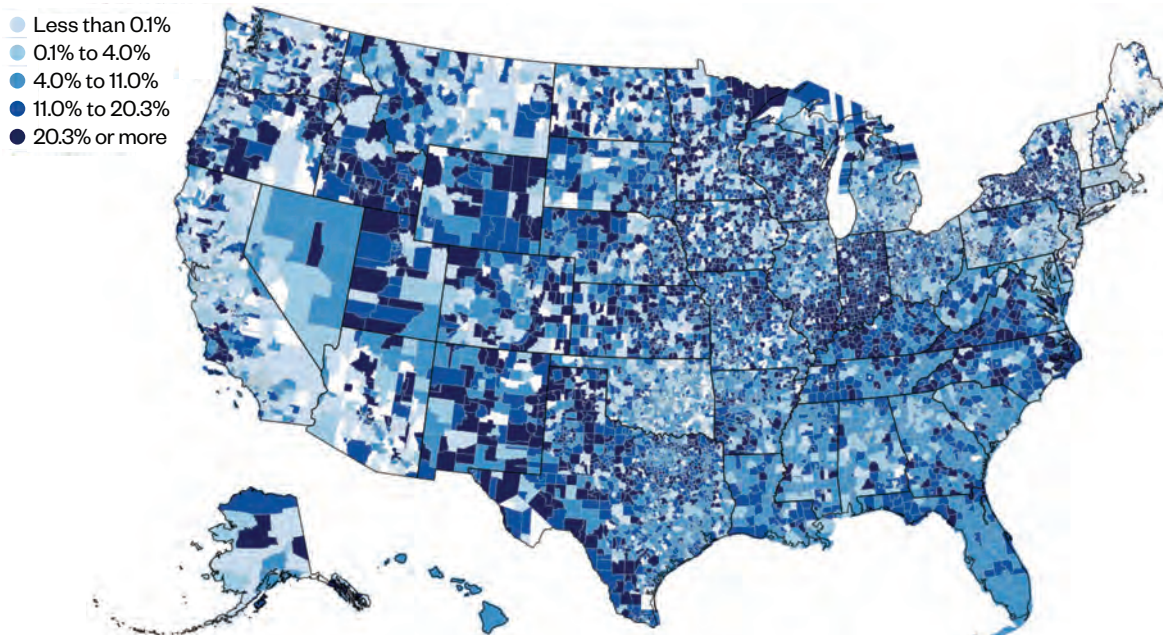 Less than 0.1%
0.1% to 4.0%
4.0% to 11.0%
11.0% to 20.3%
20.3% or more